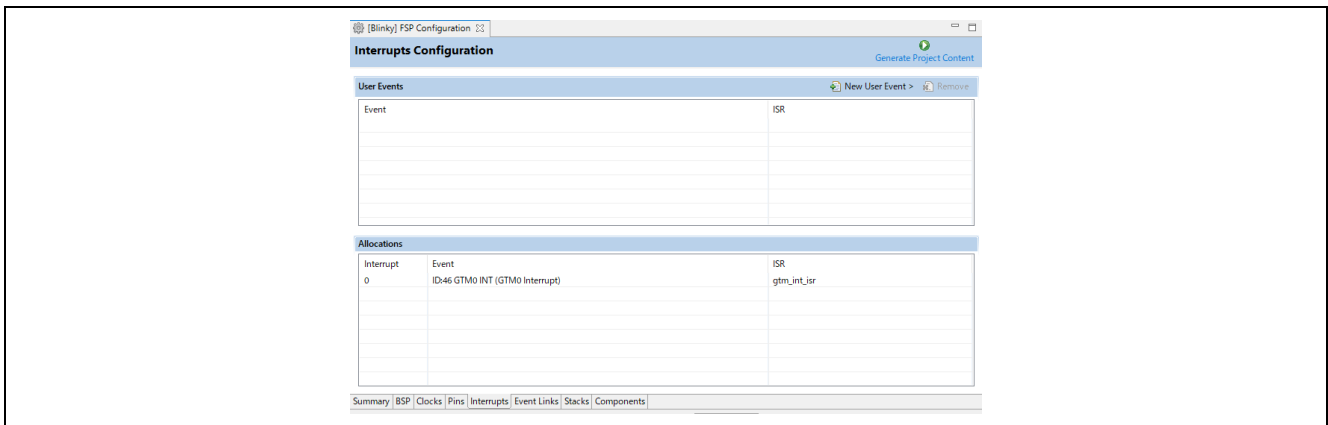 [Blinky] FSP Configuration
Interrupts Configuration
Generate Project Content
User Events New User Event > Remove
Event ISR
Allocations
Interrupt Event ISR
0 ID:46 GTM0 INT (GTM0 Interrupt) gtm_int_isr
Summary BSP Clocks Pins Interrupts Event Links Stacks Components